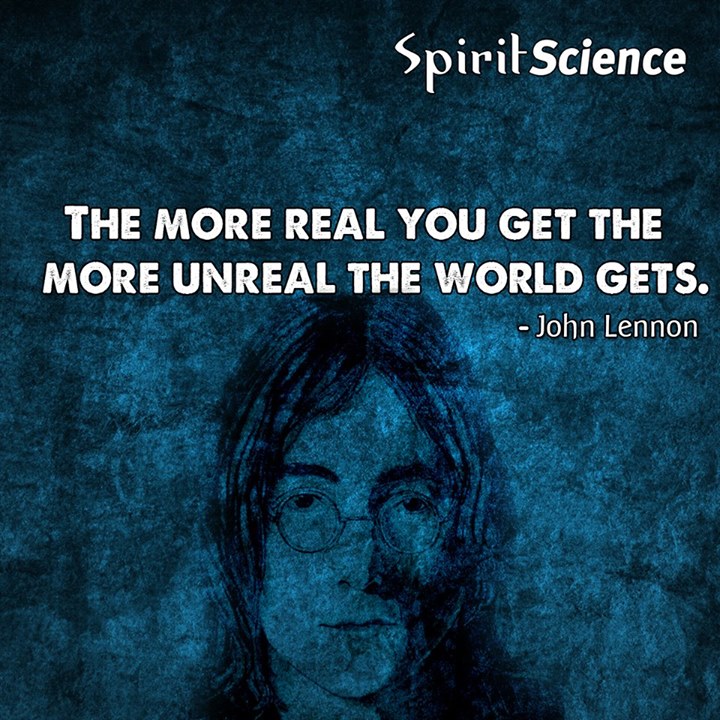 SpiritScience
THE MORE REAL YOU GET THE
MORE UNREAL THE WORLD GETS.
- John Lennon